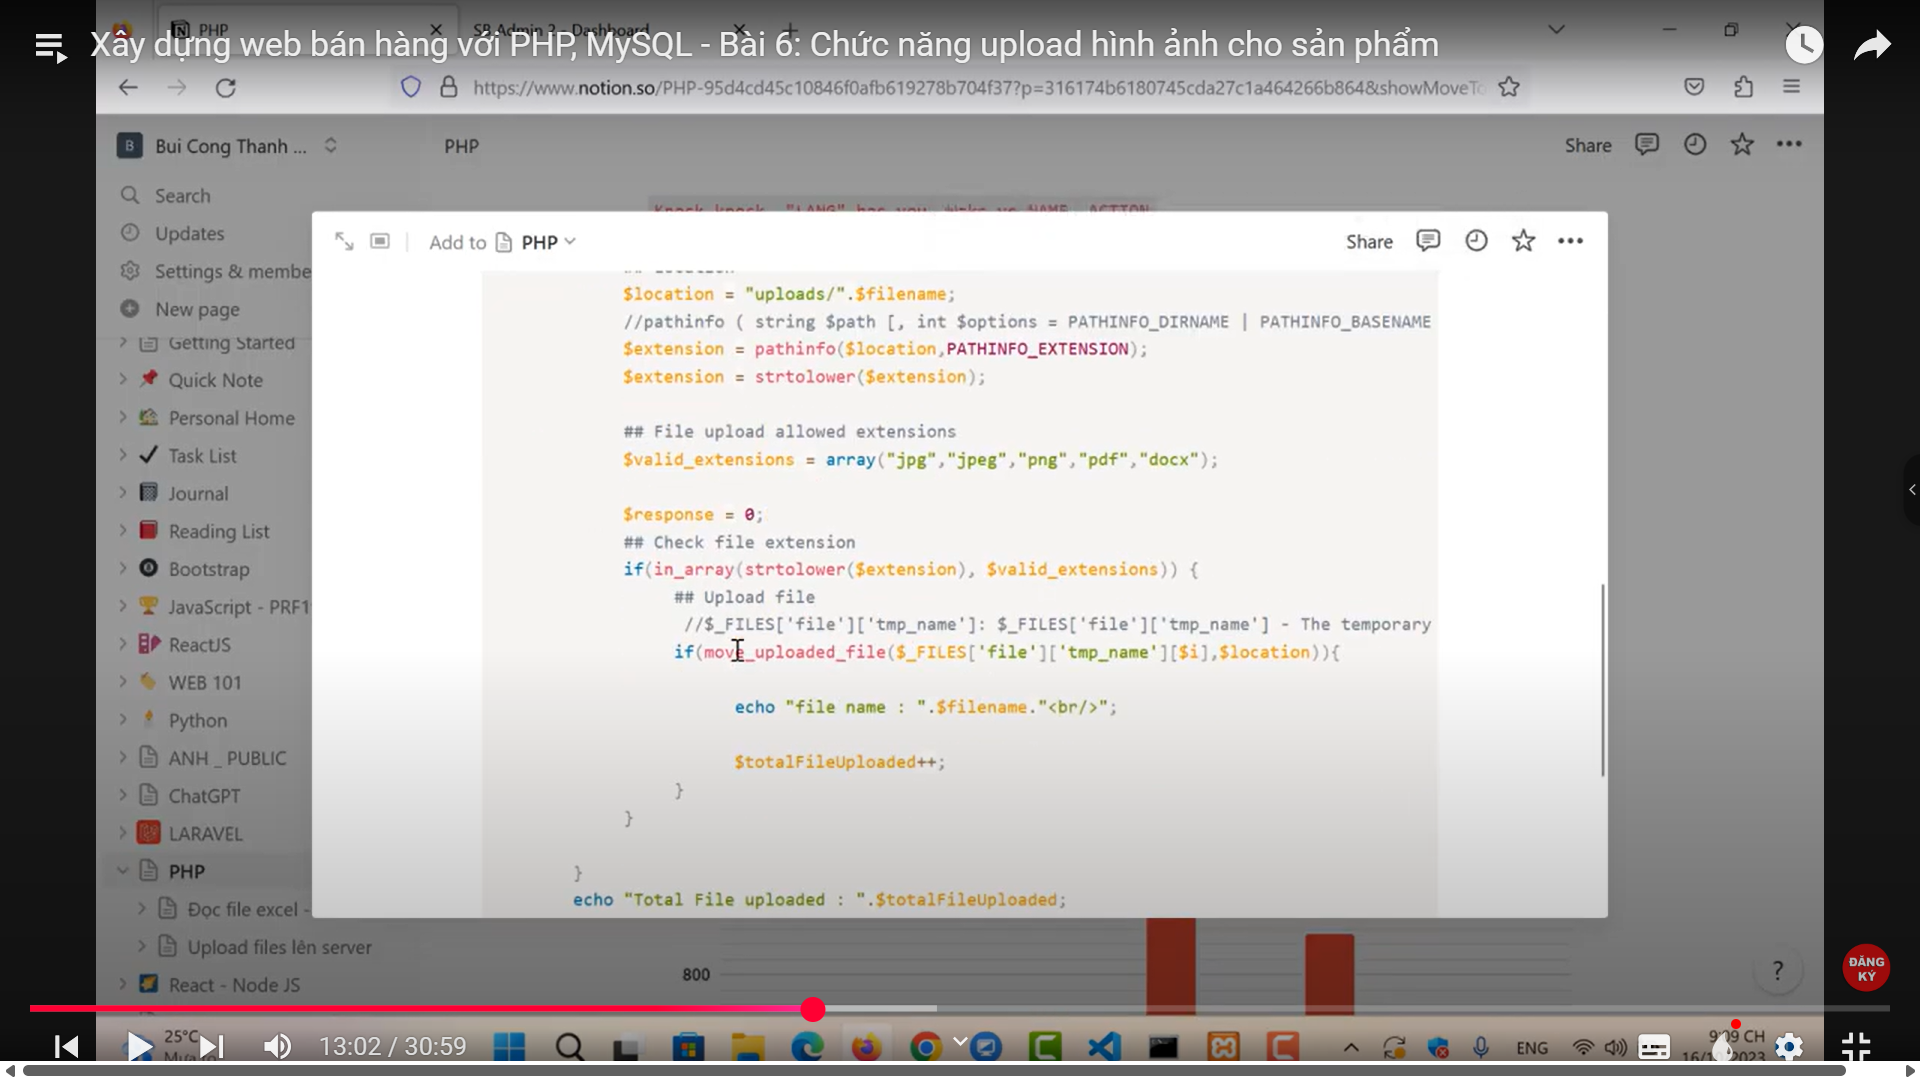 PHP
SB Admin 2 - Dashboard
Xây dựng web bán hàng với PHP, MySQL - Bài 6: Chức năng upload hình ảnh cho sản phẩm
https://www.notion.so/PHP-95d4cd45c10846f0afb619278b704f37?p=316174b6180745cda27c1a464266b864&showMoveTo
B Bui Cong Thanh ...
PHP
Share
Search
Updates
Settings & membe
New page
Getting Started
Quick Note
Personal Home
Task List
Journal
Reading List
Bootstrap
JavaScript - PRF1
ReactJS
WEB 101
Python
ANH _ PUBLIC
ChatGPT
LARAVEL
PHP
Đọc file excel -
Upload files lên server
React - Node JS
Add to PHP
Share
$location = "uploads/".$filename;
//pathinfo ( string $path [, int $options = PATHINFO_DIRNAME | PATHINFO_BASENAME
$extension = pathinfo($location,PATHINFO_EXTENSION);
$extension = strtolower($extension);
## File upload allowed extensions
$valid_extensions = array("jpg","jpeg","png","pdf","docx");
$response = 0;
## Check file extension
if(in_array(strtolower($extension), $valid_extensions)) {
## Upload file
//$_FILES['file']['tmp_name']: $_FILES['file']['tmp_name'] - The temporary
if(move_uploaded_file($_FILES['file']['tmp_name'][$i],$location)){
echo "file name : ".$filename."<br/>";
$totalFileUploaded++;
}
}
}
echo "Total File uploaded : ".$totalFileUploaded;
800
?
ĐĂNG
KÝ
25°C
13:02 / 30:59
ENG